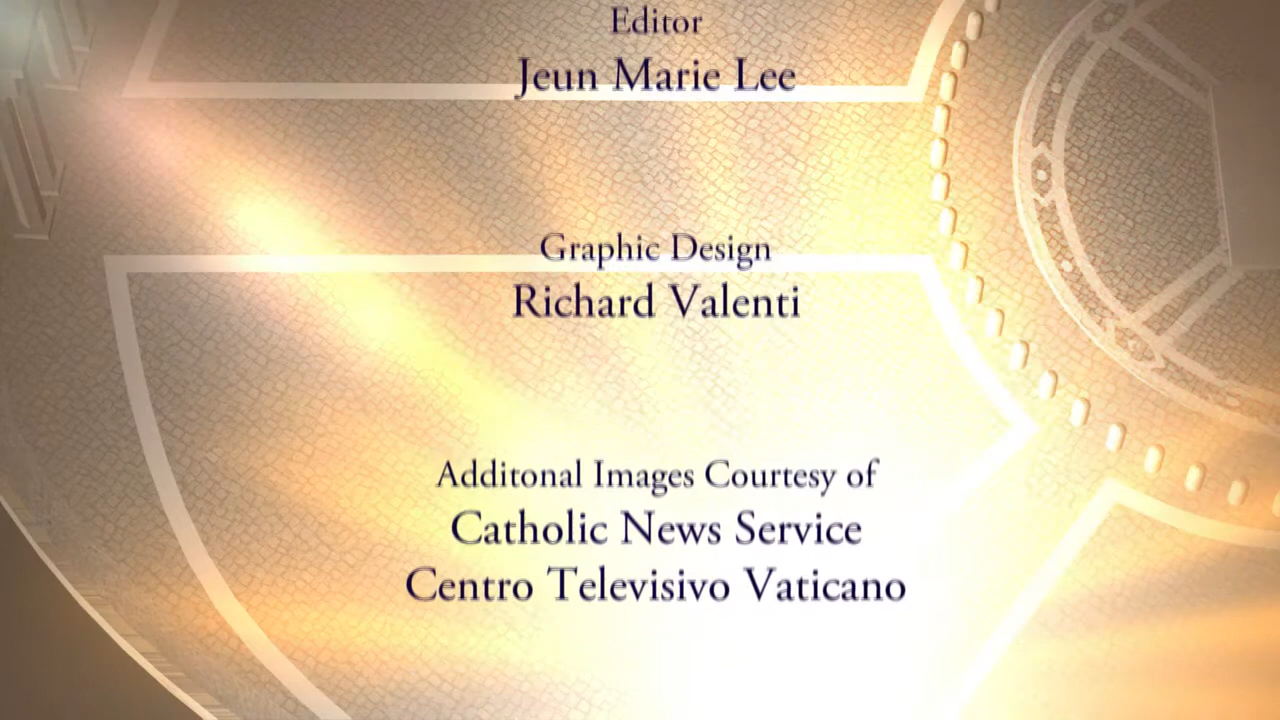 Editor
Jeun Marie Lee
Graphic Design
Richard Valenti
Additonal Images Courtesy of
Catholic News Service
Centro Televisivo Vaticano